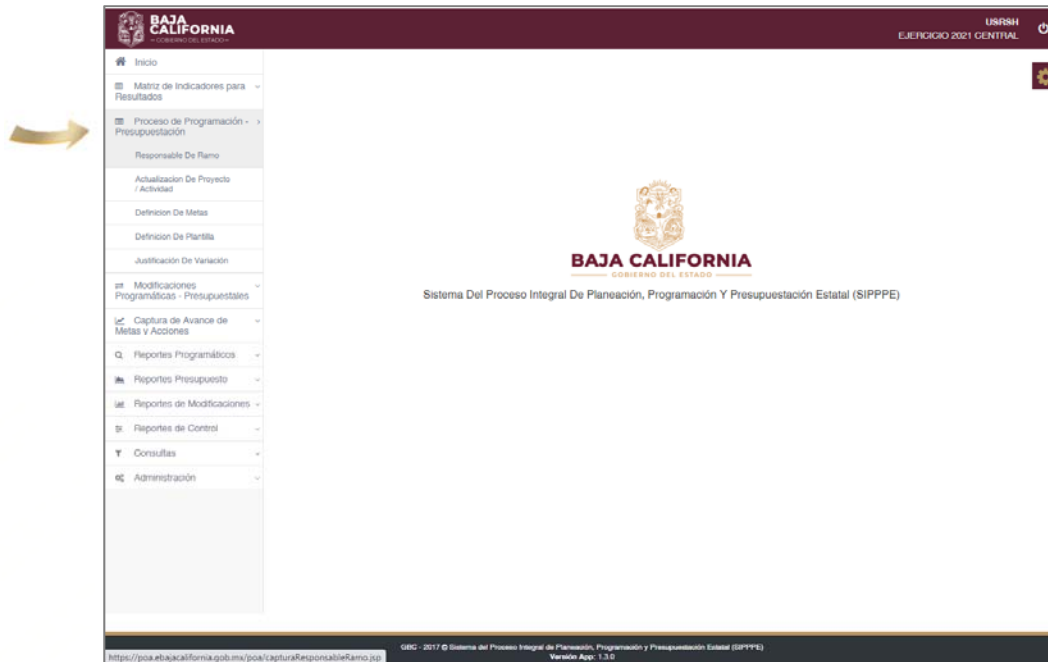 BAJA
CALIFORNIA
- GOBIERNO DEL ESTADO -
USRSH
EJERCICIO 2021 CENTRAL
Inicio
Matriz de Indicadores para
Resultados
Proceso de Programación -
Presupuestación
Responsable De Ramo
Actualizacion De Proyecto
/ Actividad
Definicion De Metas
Definicion De Plantilla
Justificación De Variación
Modificaciones
Programáticas - Presupuestales
Captura de Avance de
Metas y Acciones
Reportes Programáticos
Reportes Presupuesto
Reportes de Modificaciones
Reportes de Control
Consultas
Administración
BAJA CALIFORNIA
GOBIERNO DEL ESTADO
Sistema Del Proceso Integral De Planeación, Programación Y Presupuestación Estatal (SIPPPE)
GBC - 2017 © Sistema del Proceso Integral de Planeación, Programación y Presupuestación Estatal (SIPPPE)
Versión App: 1.3.0
https://poa.ebajacalifornia.gob.mx/poa/capturaResponsableRamo.jsp